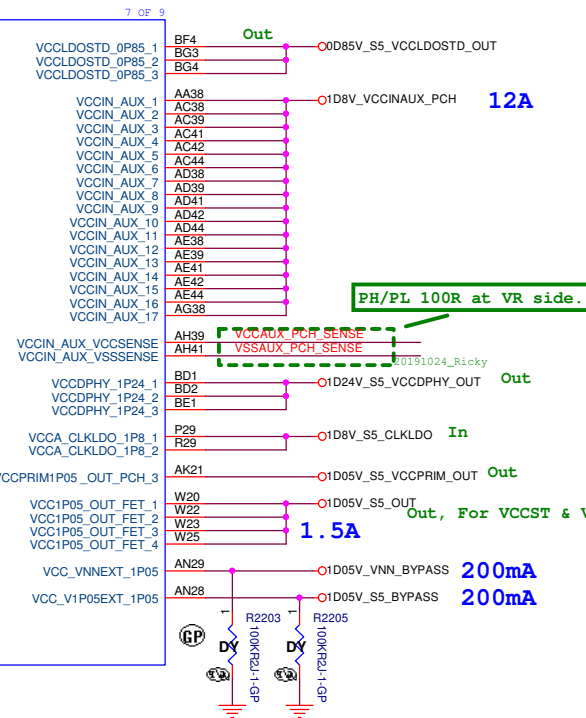 7 OF 9
VCCLDOSTD_0P85_1 BF4 Out 0D85V_S5_VCCLDOSTD_OUT
VCCLDOSTD_0P85_2 BG3
VCCLDOSTD_0P85_3 BG4
VCCIN_AUX_1 AA38 1D8V_VCCINAUX_PCH 12A
VCCIN_AUX_2 AC38
VCCIN_AUX_3 AC39
VCCIN_AUX_4 AC41
VCCIN_AUX_5 AC42
VCCIN_AUX_6 AC44
VCCIN_AUX_7 AD38
VCCIN_AUX_8 AD39
VCCIN_AUX_9 AD41
VCCIN_AUX_10 AD42
VCCIN_AUX_11 AD44
VCCIN_AUX_12 AE38
VCCIN_AUX_13 AE39
VCCIN_AUX_14 AE41
VCCIN_AUX_15 AE42
VCCIN_AUX_16 AE44
VCCIN_AUX_17 AG38
PH/PL 100R at VR side.
VCCIN_AUX_VCCSENSE AH39 VCCAUX_PCH_SENSE
VCCIN_AUX_VSSSENSE AH41 VSSAUX_PCH_SENSE
20191024_Ricky
VCCDPHY_1P24_1 BD1 1D24V_S5_VCCDPHY_OUT Out
VCCDPHY_1P24_2 BD2
VCCDPHY_1P24_3 BE1
VCCA_CLKLDO_1P8_1 P29 1D8V_S5_CLKLDO In
VCCA_CLKLDO_1P8_2 R29
VCCPRIM1P05_OUT_PCH_3 AK21 1D05V_S5_VCCPRIM_OUT Out
VCC1P05_OUT_FET_1 W20 1D05V_S5_OUT
VCC1P05_OUT_FET_2 W22 Out, For VCCST & V
VCC1P05_OUT_FET_3 W23 1.5A
VCC1P05_OUT_FET_4 W25
VCC_VNNEXT_1P05 AN29 1D05V_VNN_BYPASS 200mA
VCC_V1P05EXT_1P05 AN28 1D05V_S5_BYPASS 200mA
1 R2203 1 R2205
GP DY 100KR2J-1-GP DY 100KR2J-1-GP